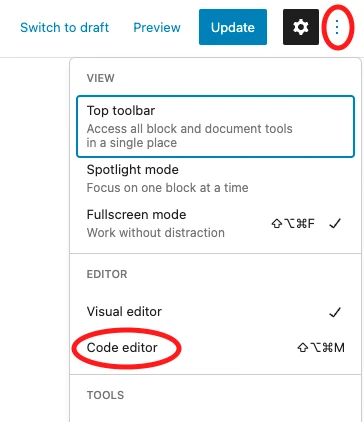 Switch to draft Preview Update
VIEW
Top toolbar
Access all block and document tools
in a single place
Spotlight mode
Focus on one block at a time
Fullscreen mode ⇧⌥⌘F ✓
Work without distraction
EDITOR
Visual editor ✓
Code editor ⇧⌥⌘M
TOOLS